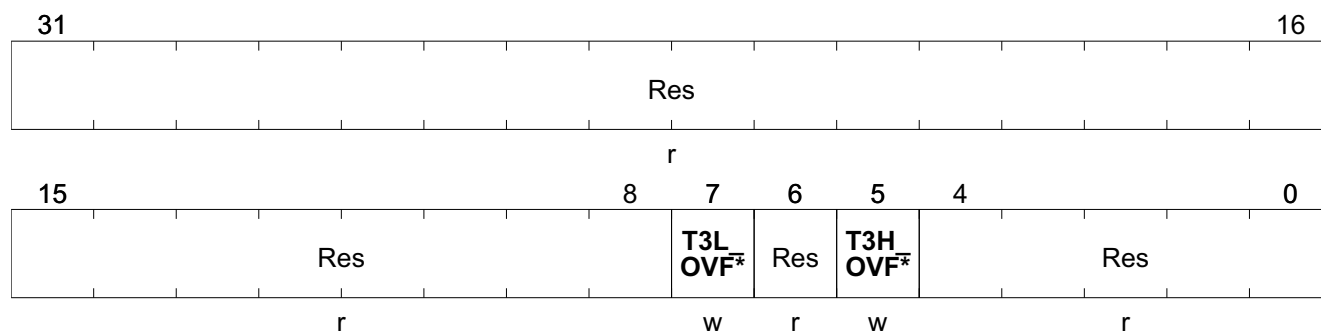 31 16
Res
r
15 8 7 6 5 4 0
Res T3L_ OVF* Res T3H_ OVF* Res
r w r w r